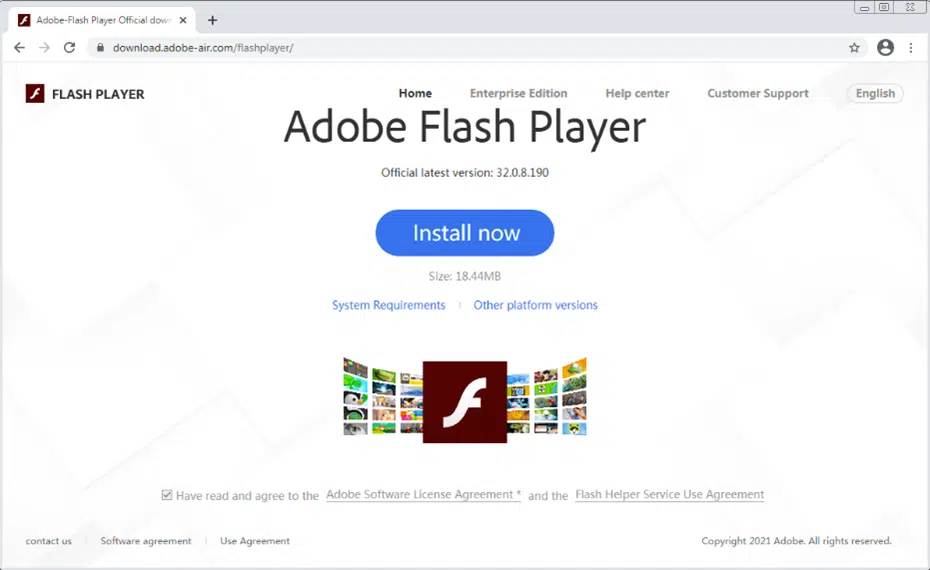 Adobe-Flash Player Official dow
download.adobe-air.com/flashplayer/
FLASH PLAYER
Home Enterprise Edition Help center Customer Support English
Adobe Flash Player
Official latest version: 32.0.8.190
Install now
Size: 18.44MB
System Requirements Other platform versions
Have read and agree to the Adobe Software License Agreement * and the Flash Helper Service Use Agreement
contact us Software agreement Use Agreement Copyright 2021 Adobe. All rights reserved.